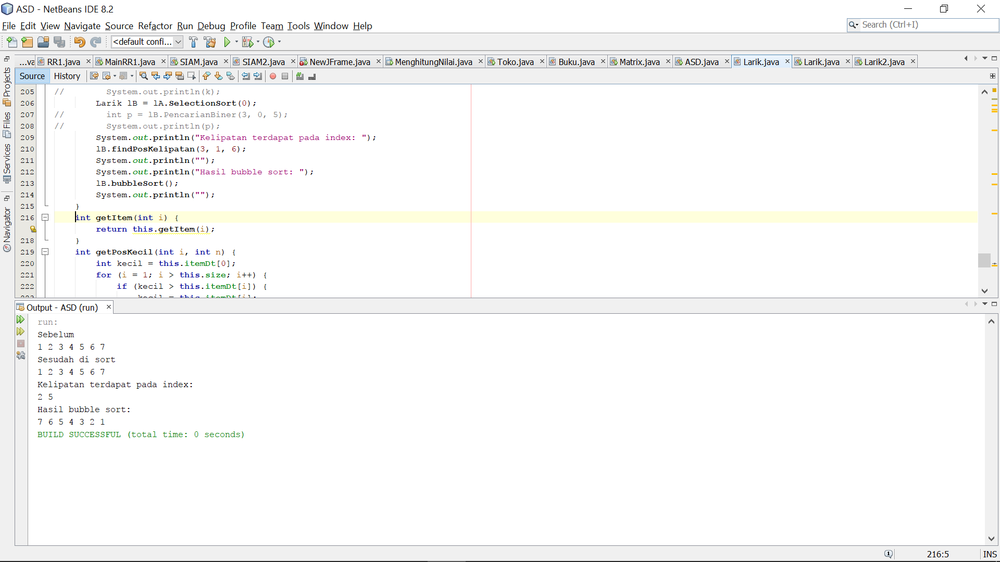 ASD - NetBeans IDE 8.2
File Edit View Navigate Source Refactor Run Debug Profile Team Tools Window Help
Search (Ctrl+I)
<default confi...
...va RR1.java MainRR1.java SIAM.java SIAM2.java NewJFrame.java MenghitungNilai.java Toko.java Buku.java Matrix.java ASD.java Larik.java Larik.java Larik2.java
Source History
Projects
Files
Services
Navigator
205 // System.out.println(k);
206 Larik lB = lA.SelectionSort(0);
207 // int p = lB.PencarianBiner(3, 0, 5);
208 // System.out.println(p);
209 System.out.println("Kelipatan terdapat pada index: ");
210 lB.findPosKelipatan(3, 1, 6);
211 System.out.println("");
212 System.out.println("Hasil bubble sort: ");
213 lB.bubbleSort();
214 System.out.println("");
215 }
216 int getItem(int i) {
return this.getItem(i);
218 }
219 int getPosKecil(int i, int n) {
220 int kecil = this.itemDt[0];
221 for (i = 1; i > this.size; i++) {
222 if (kecil > this.itemDt[i]) {
223 kecil = this.itemDt[i];
Output - ASD (run)
run:
Sebelum
1 2 3 4 5 6 7
Sesudah di sort
1 2 3 4 5 6 7
Kelipatan terdapat pada index:
2 5
Hasil bubble sort:
7 6 5 4 3 2 1
BUILD SUCCESSFUL (total time: 0 seconds)
216:5 INS